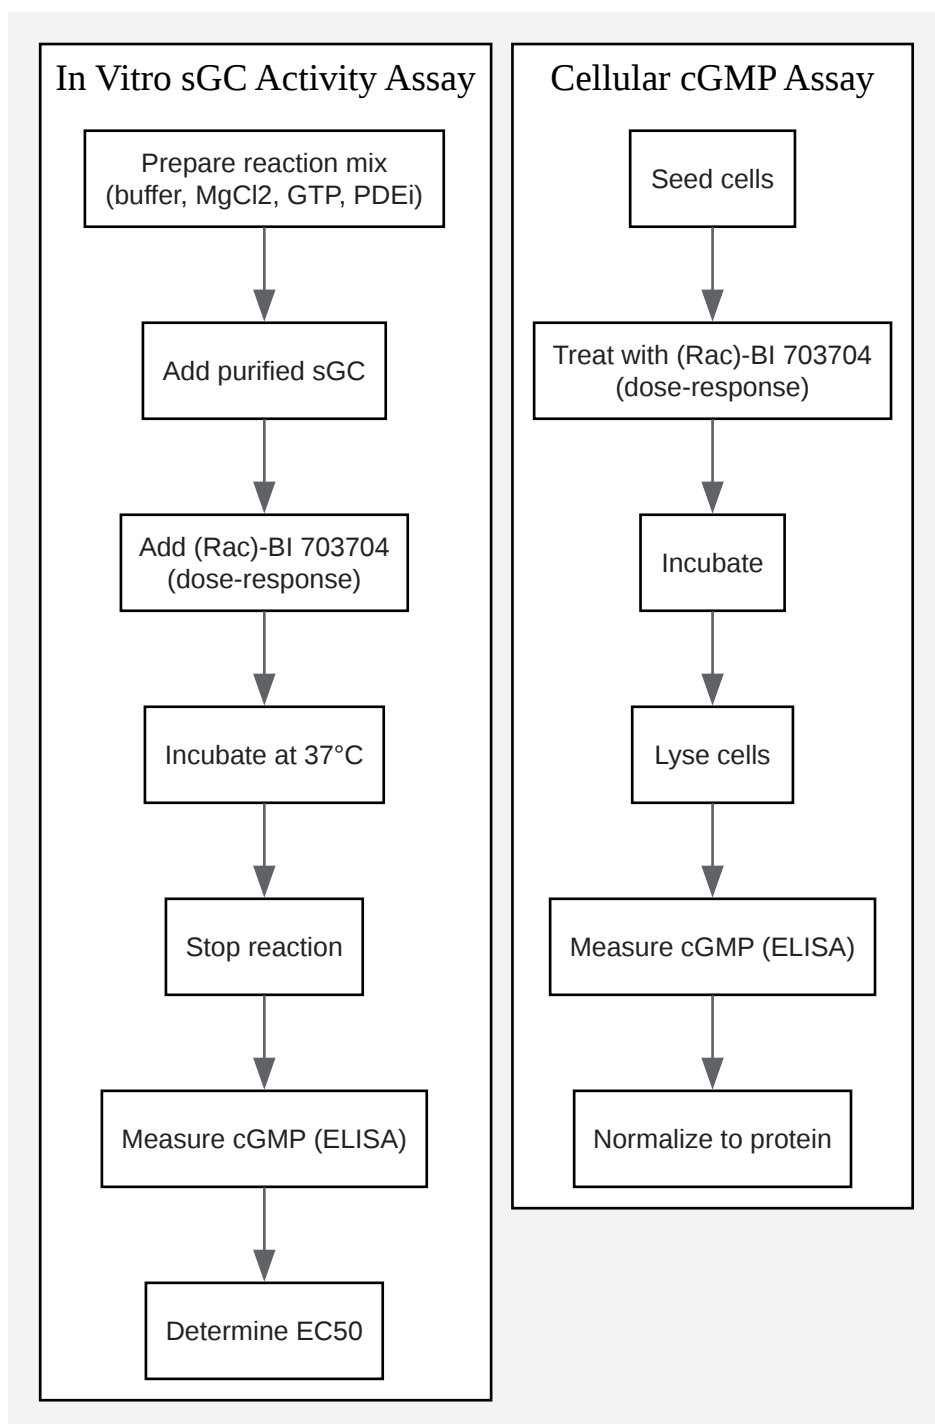 In Vitro sGC Activity Assay
Prepare reaction mix
(buffer, MgCl2, GTP, PDEi)
Add purified sGC
Add (Rac)-BI 703704
(dose-response)
Incubate at 37°C
Stop reaction
Measure cGMP (ELISA)
Determine EC50
Cellular cGMP Assay
Seed cells
Treat with (Rac)-BI 703704
(dose-response)
Incubate
Lyse cells
Measure cGMP (ELISA)
Normalize to protein